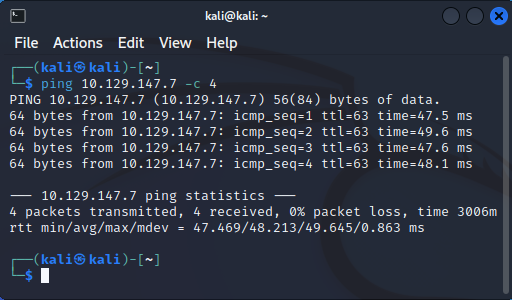 kali@kali: ~
File Actions Edit View Help
┌──(kali㉿kali)-[~]
└─$ ping 10.129.147.7 -c 4
PING 10.129.147.7 (10.129.147.7) 56(84) bytes of data.
64 bytes from 10.129.147.7: icmp_seq=1 ttl=63 time=47.5 ms
64 bytes from 10.129.147.7: icmp_seq=2 ttl=63 time=49.6 ms
64 bytes from 10.129.147.7: icmp_seq=3 ttl=63 time=47.6 ms
64 bytes from 10.129.147.7: icmp_seq=4 ttl=63 time=48.1 ms
--- 10.129.147.7 ping statistics ---
4 packets transmitted, 4 received, 0% packet loss, time 3006m
rtt min/avg/max/mdev = 47.469/48.213/49.645/0.863 ms
┌──(kali㉿kali)-[~]
└─$